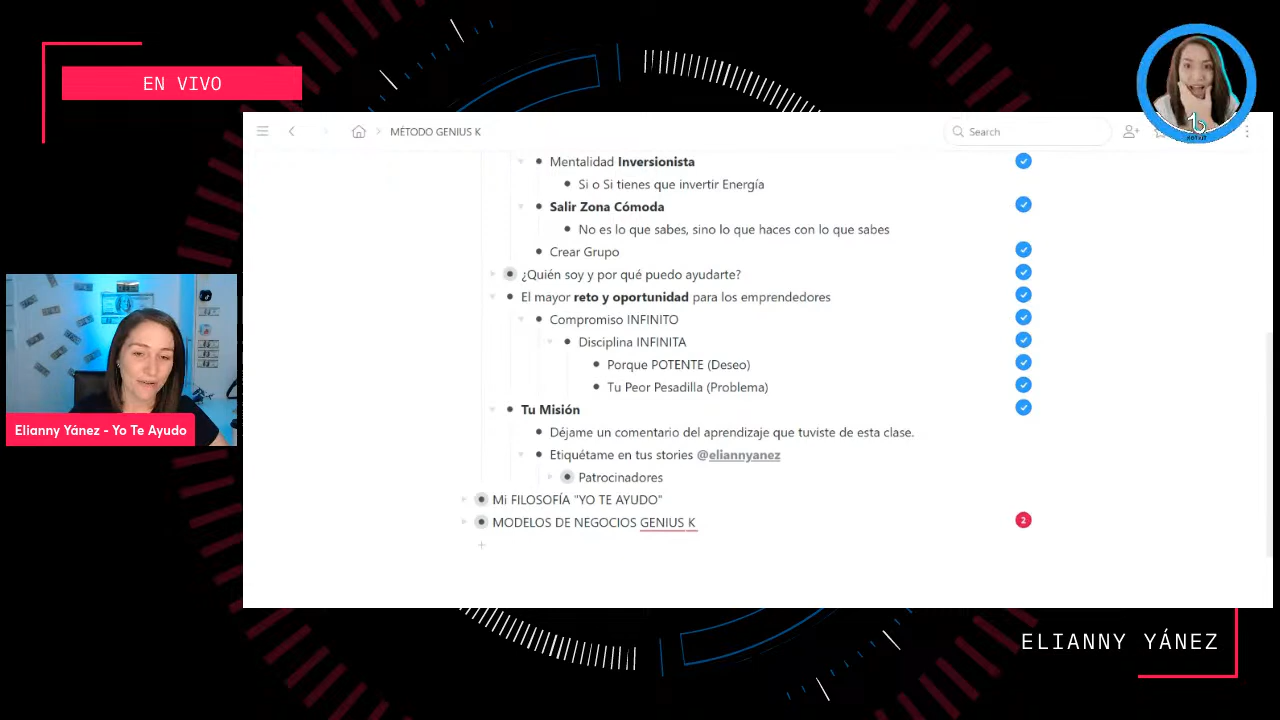 EN VIVO
MÉTODO GENIUS K
Search
Mentalidad Inversionista
Si o Si tienes que invertir Energía
Salir Zona Cómoda
No es lo que sabes, sino lo que haces con lo que sabes
Crear Grupo
¿Quién soy y por qué puedo ayudarte?
El mayor reto y oportunidad para los emprendedores
Compromiso INFINITO
Disciplina INFINITA
Porque POTENTE (Deseo)
Tu Peor Pesadilla (Problema)
Tu Misión
Déjame un comentario del aprendizaje que tuviste de esta clase.
Etiquétame en tus stories @eliannyanez
Patrocinadores
Mi FILOSOFÍA "YO TE AYUDO"
MODELOS DE NEGOCIOS GENIUS K
2
Elianny Yánez - Yo Te Ayudo
ELIANNY YÁNEZ